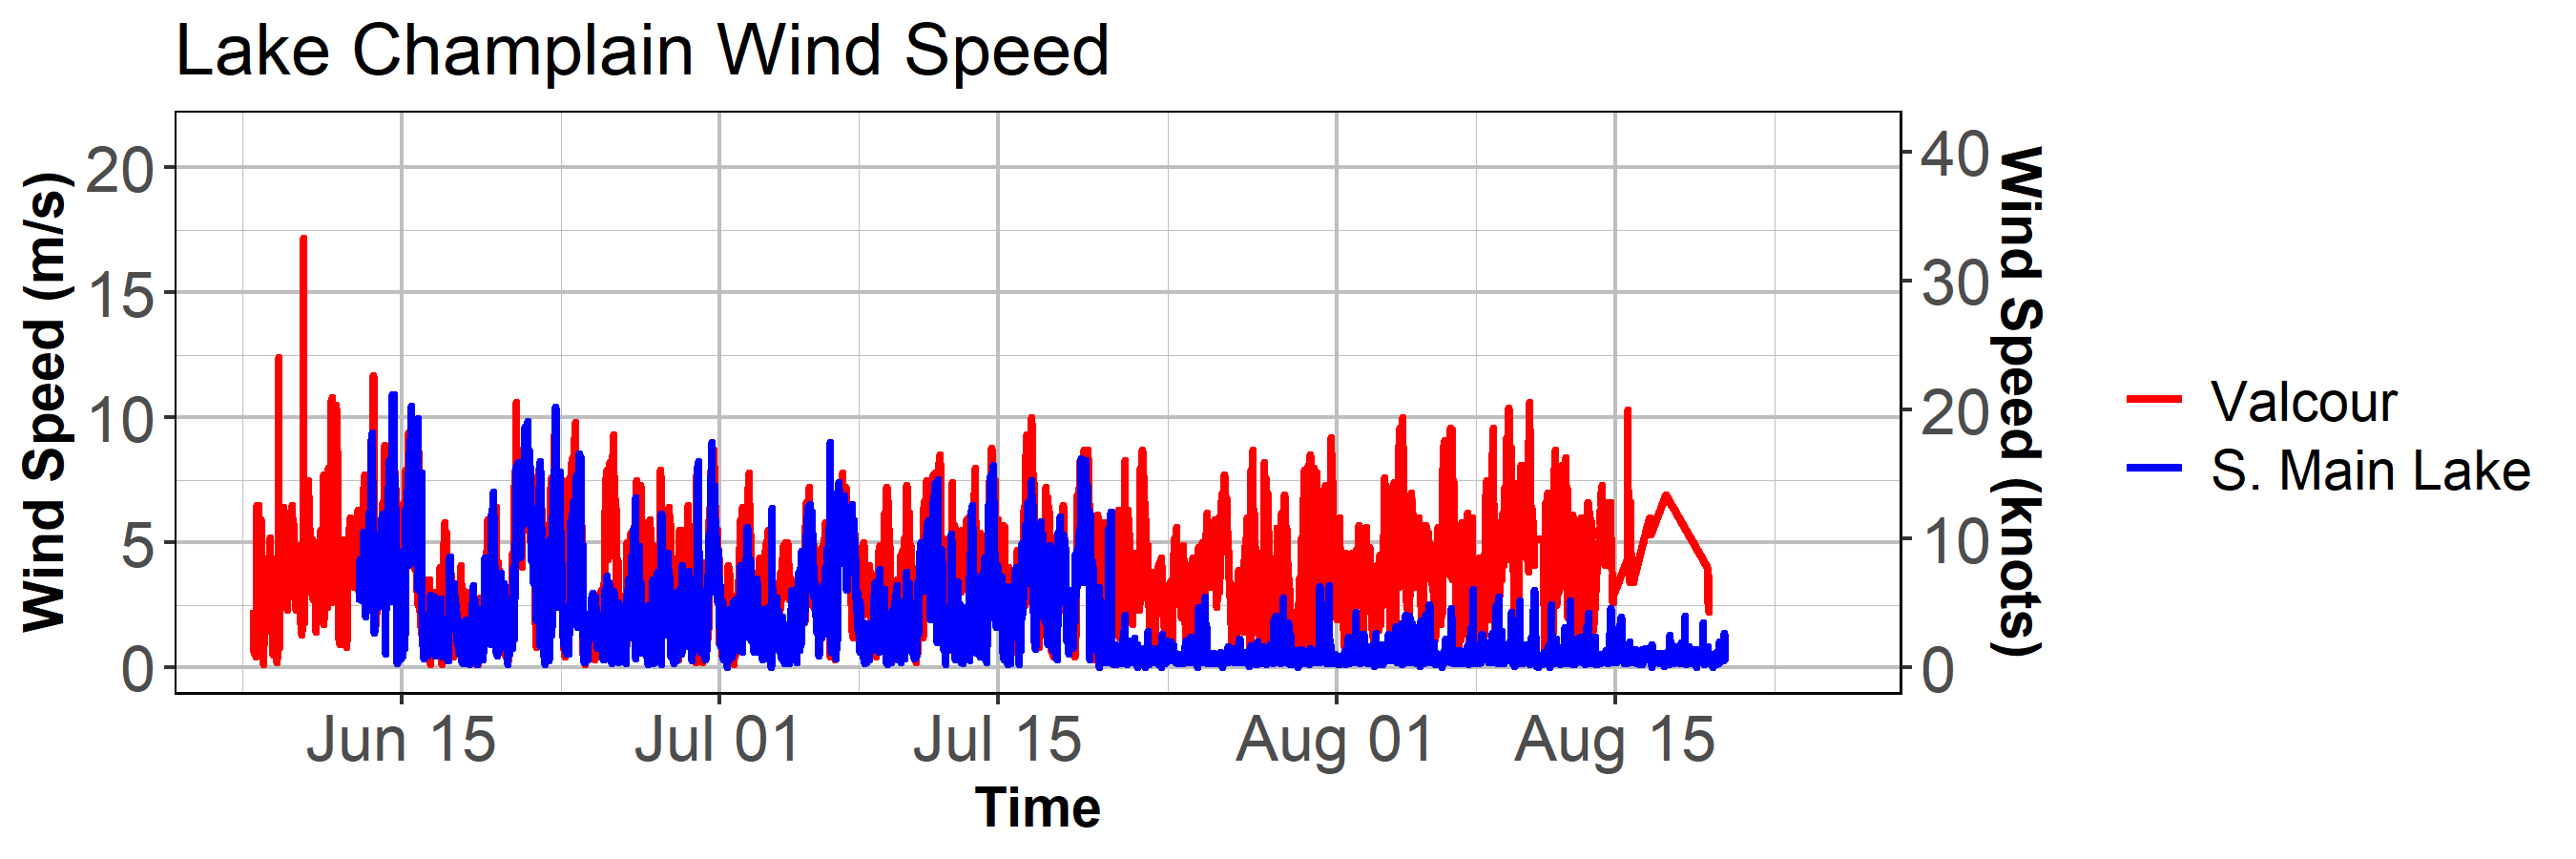 Lake Champlain Wind Speed
Wind Speed (m/s)
20
15
10
5
0
40
30
20
10
0
Wind Speed (knots)
Jun 15
Jul 01
Jul 15
Aug 01
Aug 15
Time
Valcour
S. Main Lake